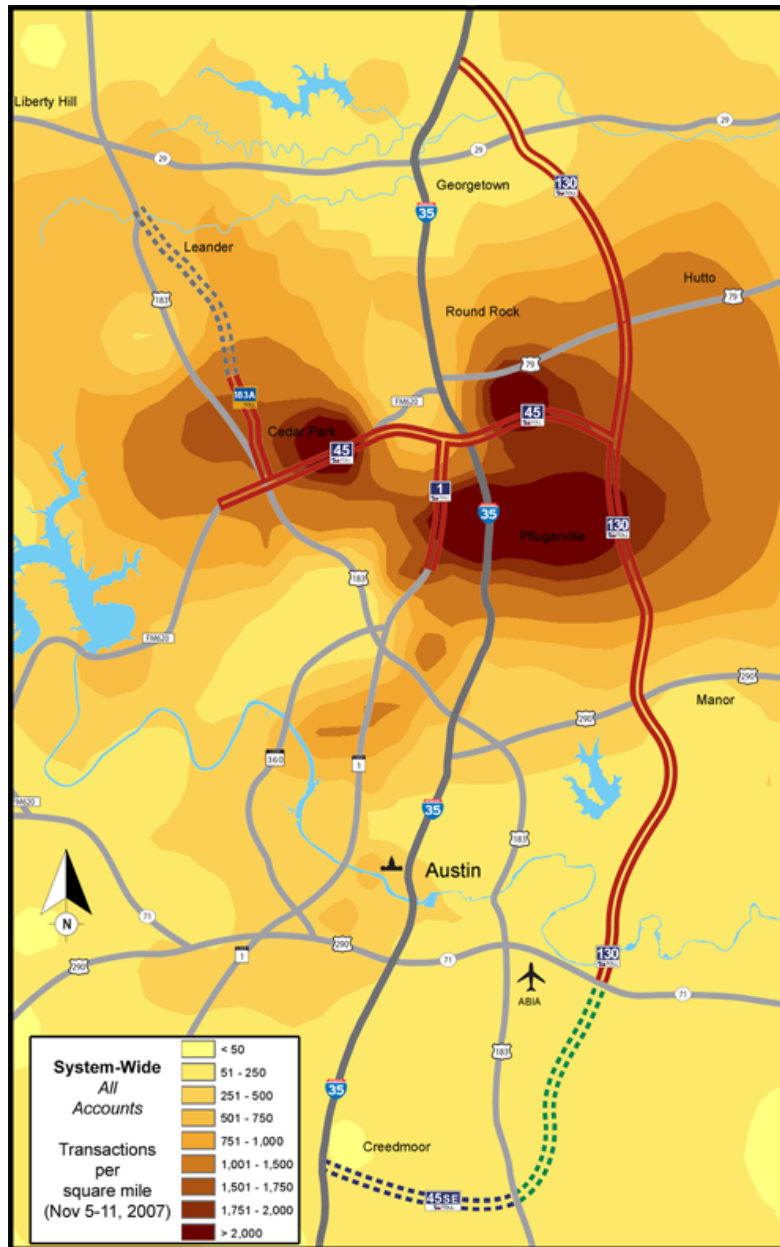 Liberty Hill
29
29
29
Georgetown
130
35
Leander
Hutto
183
79
Round Rock
79
FM620
183A
TOLL
Cedar Park
45
45
1
35
130
Pflugerville
183
FM620
290
Manor
290
360
1
FM620
35
183
Austin
71
290
290
1
71
130
ABIA
71
183
35
Creedmoor
45SE
N
System-Wide
All
Accounts
Transactions
per
square mile
(Nov 5-11, 2007)
< 50
51 - 250
251 - 500
501 - 750
751 - 1,000
1,001 - 1,500
1,501 - 1,750
1,751 - 2,000
> 2,000